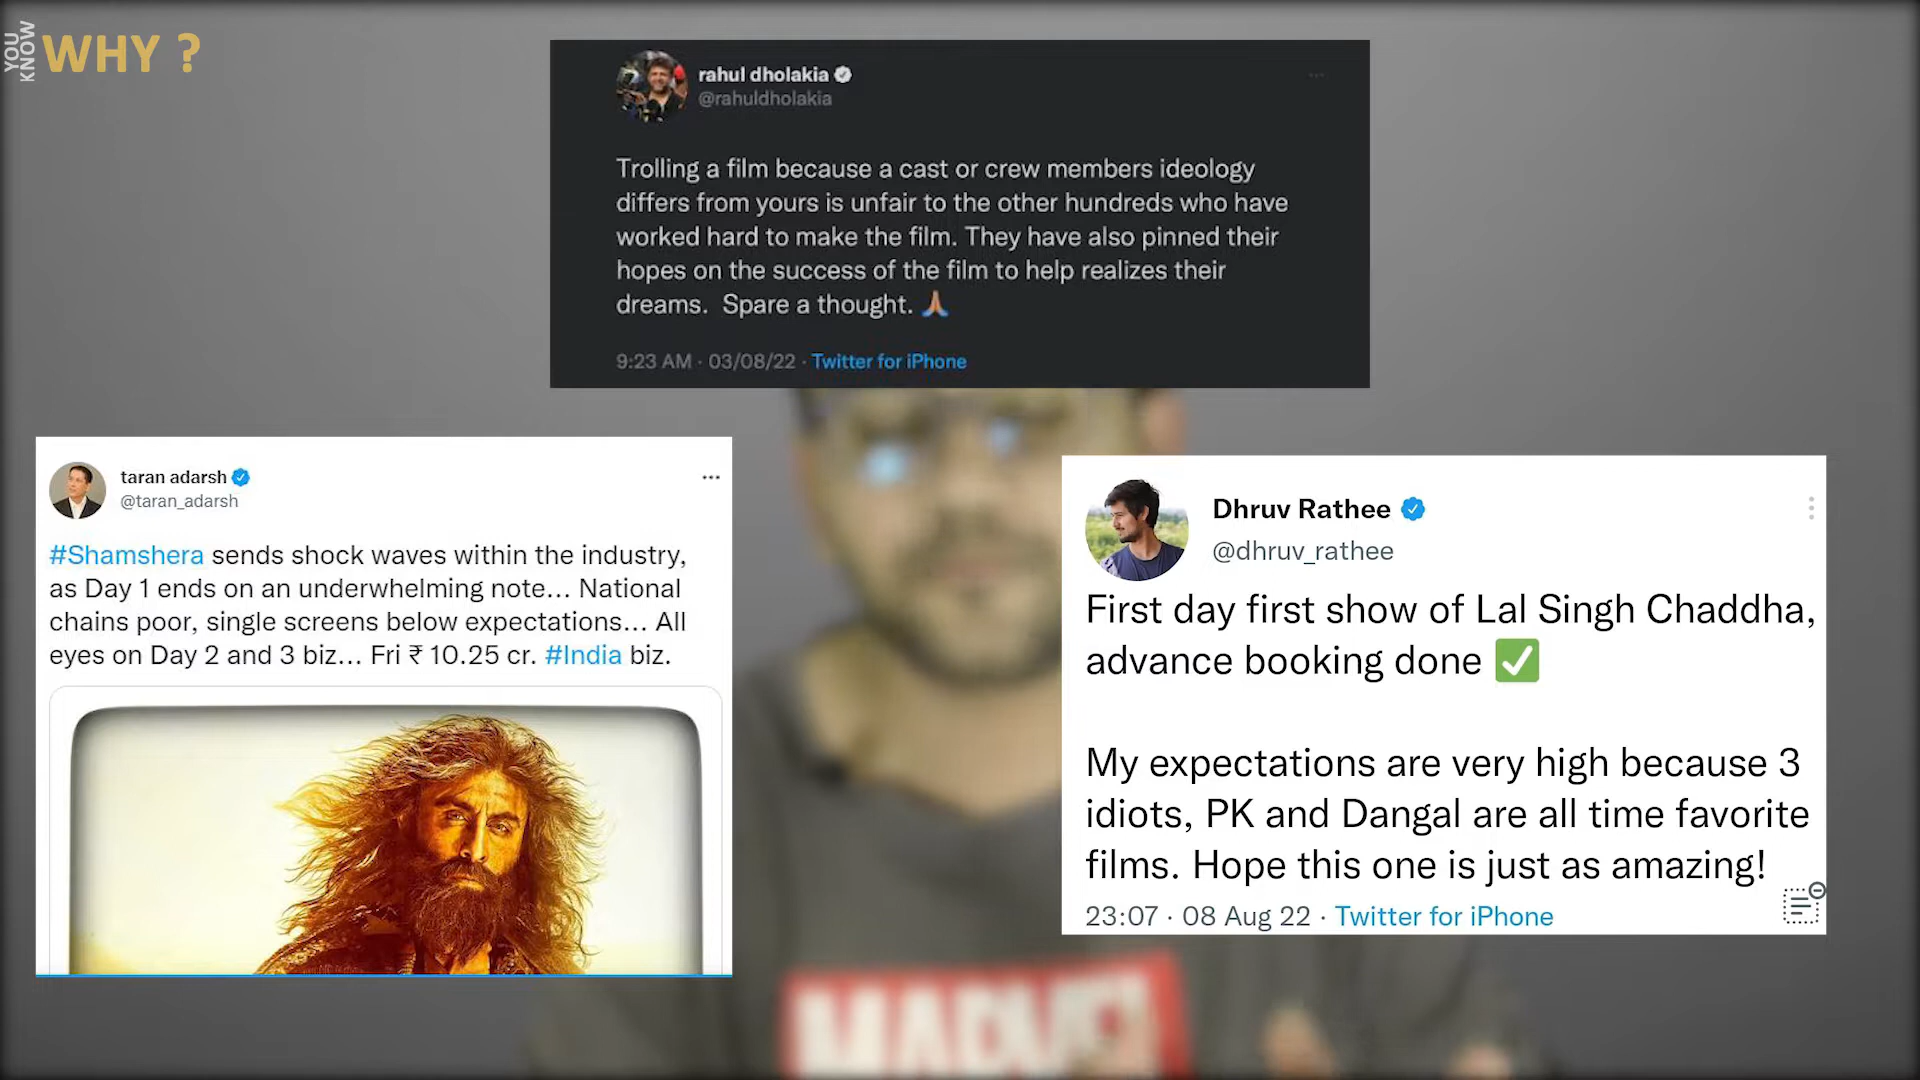 YOU
KNOW
WHY ?
rahul dholakia
@rahuldholakia
Trolling a film because a cast or crew members ideology
differs from yours is unfair to the other hundreds who have
worked hard to make the film. They have also pinned their
hopes on the success of the film to help realizes their
dreams. Spare a thought. 🙏
9:23 AM · 03/08/22 · Twitter for iPhone
taran adarsh
@taran_adarsh
#Shamshera sends shock waves within the industry,
as Day 1 ends on an underwhelming note... National
chains poor, single screens below expectations... All
eyes on Day 2 and 3 biz... Fri ₹ 10.25 cr. #India biz.
Dhruv Rathee
@dhruv_rathee
First day first show of Lal Singh Chaddha,
advance booking done ✅
My expectations are very high because 3
idiots, PK and Dangal are all time favorite
films. Hope this one is just as amazing!
23:07 · 08 Aug 22 · Twitter for iPhone
MARVEL